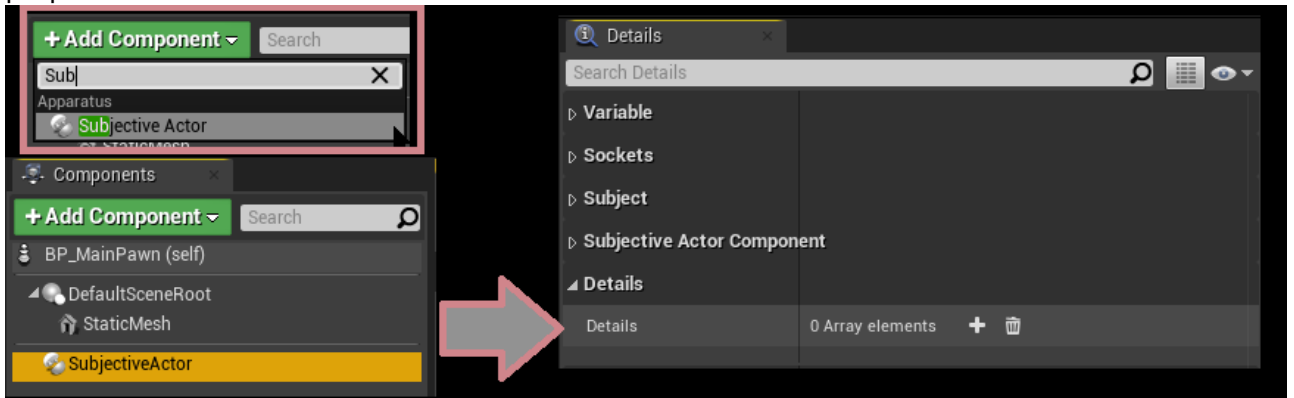 + Add Component
Search
Sub
Apparatus
Subjective Actor
StaticMesh
Components
+ Add Component
Search
BP_MainPawn (self)
DefaultSceneRoot
StaticMesh
SubjectiveActor
Details
Search Details
Variable
Sockets
Subject
Subjective Actor Component
Details
Details
0 Array elements